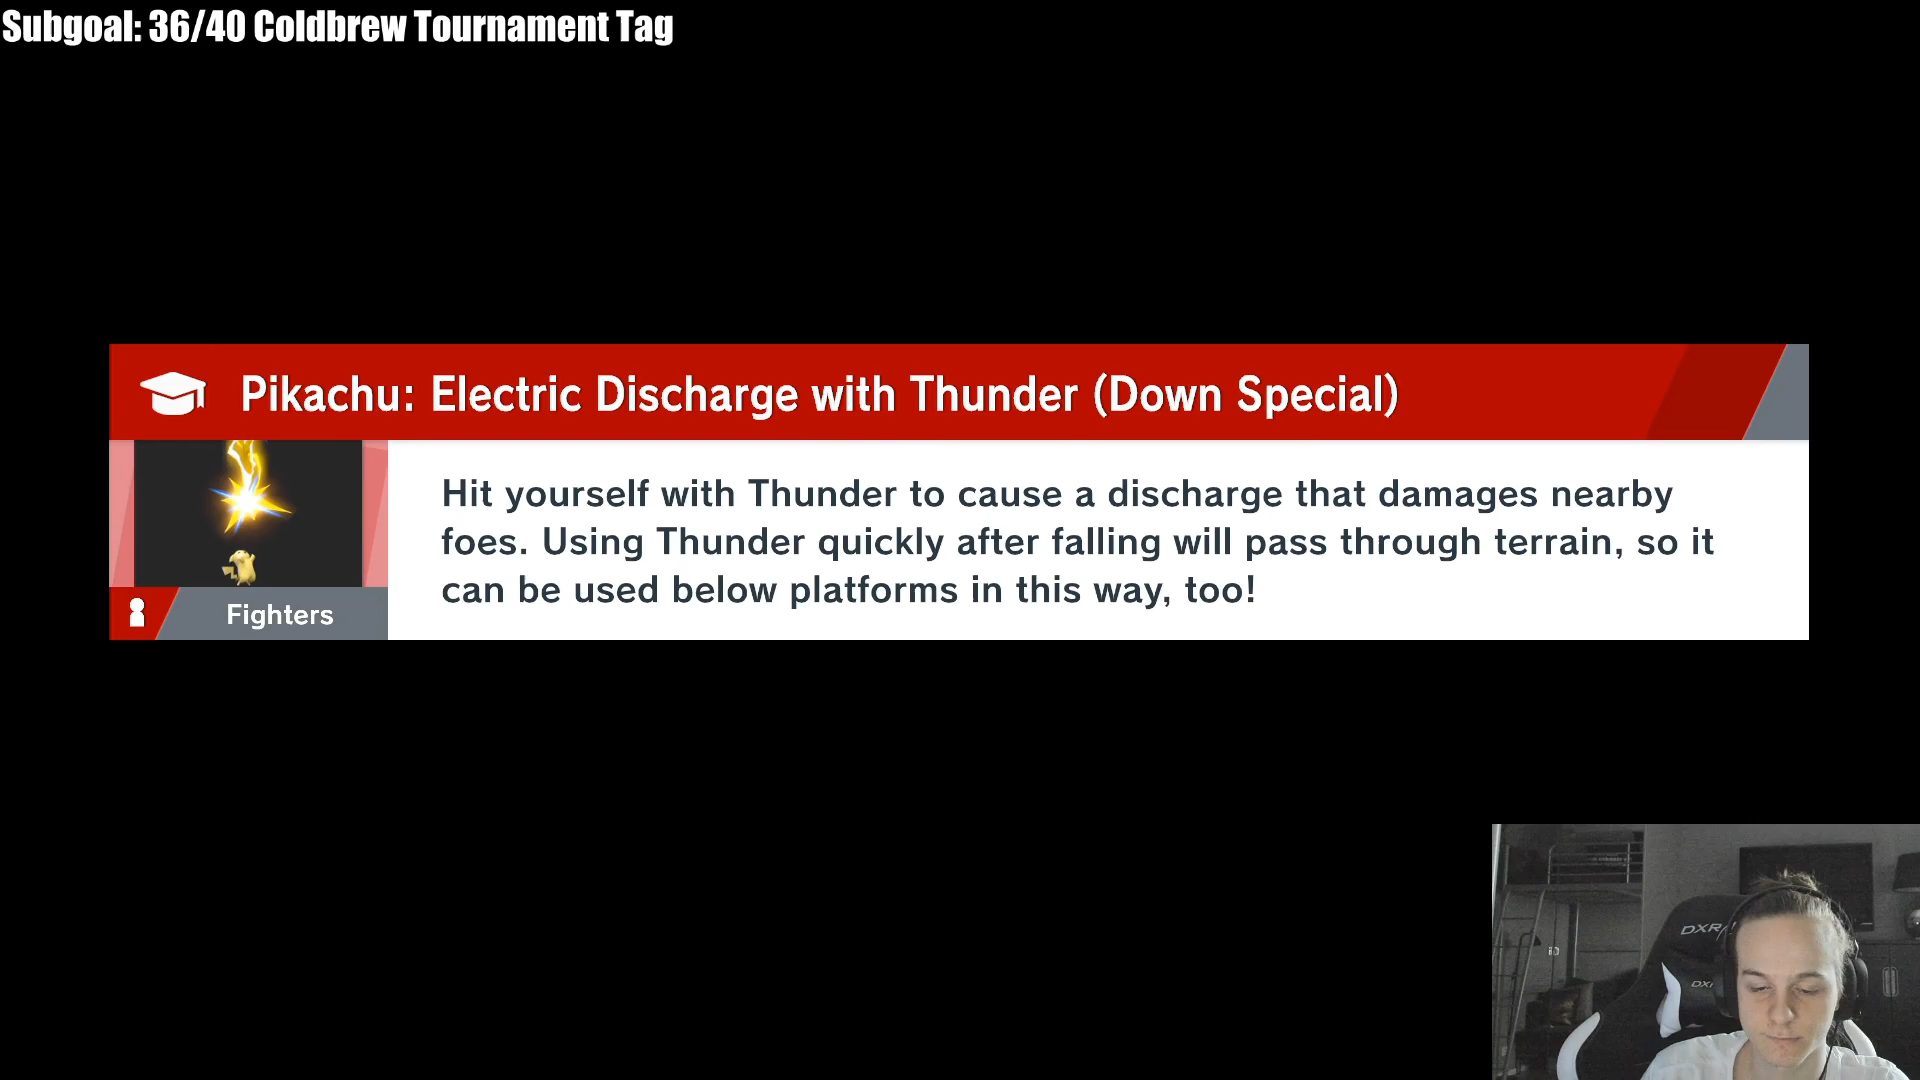 Subgoal: 36/40 Coldbrew Tournament Tag
Pikachu: Electric Discharge with Thunder (Down Special)
Hit yourself with Thunder to cause a discharge that damages nearby
foes. Using Thunder quickly after falling will pass through terrain, so it
can be used below platforms in this way, too!
Fighters